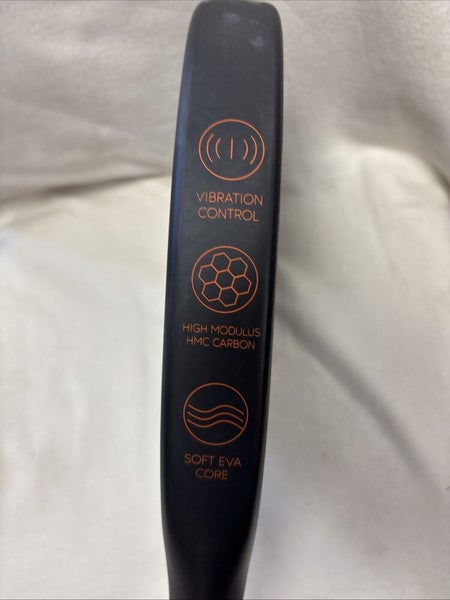 VIBRATION
CONTROL
HIGH MODULUS
HMC CARBON
SOFT EVA
CORE